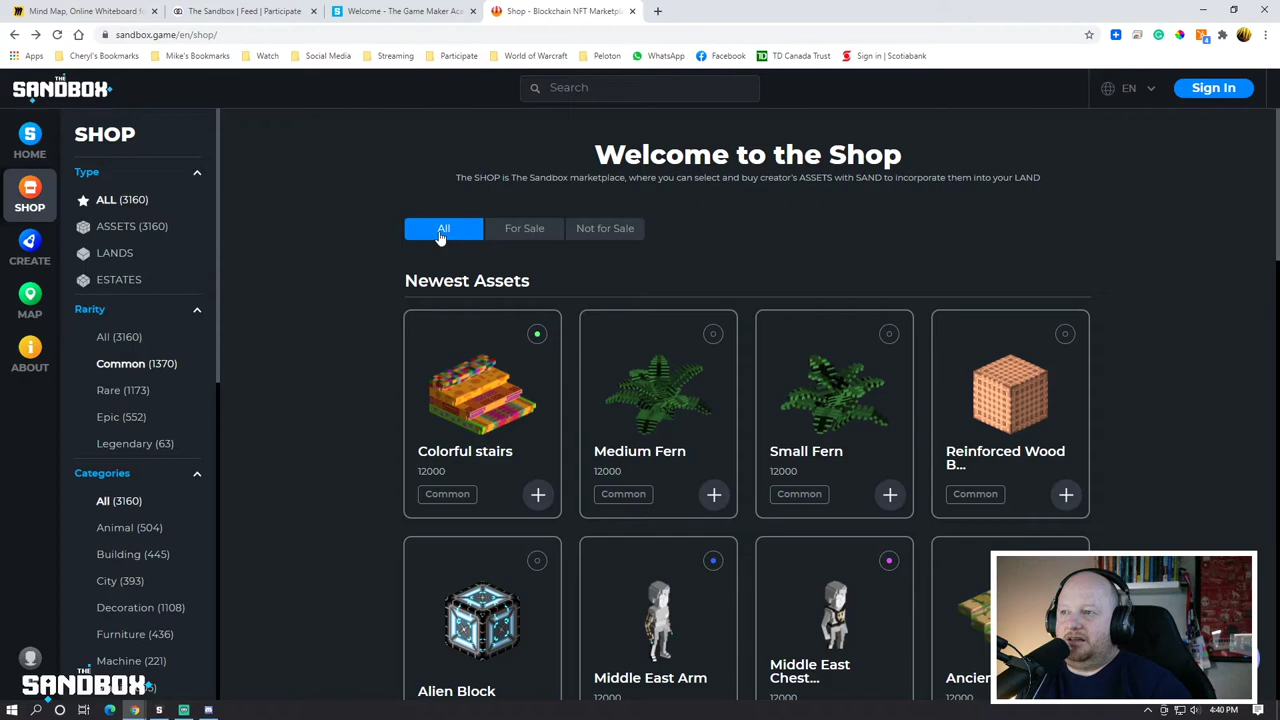 Mind Map, Online Whiteboard fo
The Sandbox | Feed | Participate
Welcome - The Game Maker Aca
Shop - Blockchain NFT Marketpla
sandbox.game/en/shop/
Apps
Cheryl's Bookmarks
Mike's Bookmarks
Watch
Social Media
Streaming
Participate
World of Warcraft
Peloton
WhatsApp
Facebook
TD Canada Trust
Sign in | Scotiabank
THE SANDBOX
Search
EN
Sign In
HOME
SHOP
CREATE
MAP
ABOUT
SHOP
Type
ALL (3160)
ASSETS (3160)
LANDS
ESTATES
Rarity
All (3160)
Common (1370)
Rare (1173)
Epic (552)
Legendary (63)
Categories
All (3160)
Animal (504)
Building (445)
City (393)
Decoration (1108)
Furniture (436)
Machine (221)
THE SANDBOX
Welcome to the Shop
The SHOP is The Sandbox marketplace, where you can select and buy creator's ASSETS with SAND to incorporate them into your LAND
All
For Sale
Not for Sale
Newest Assets
Colorful stairs
12000
Common
Medium Fern
12000
Common
Small Fern
12000
Common
Reinforced Wood
B...
Common
Alien Block
Middle East Arm
12000
Middle East
Chest...
12000
Ancien
12000
4:40 PM